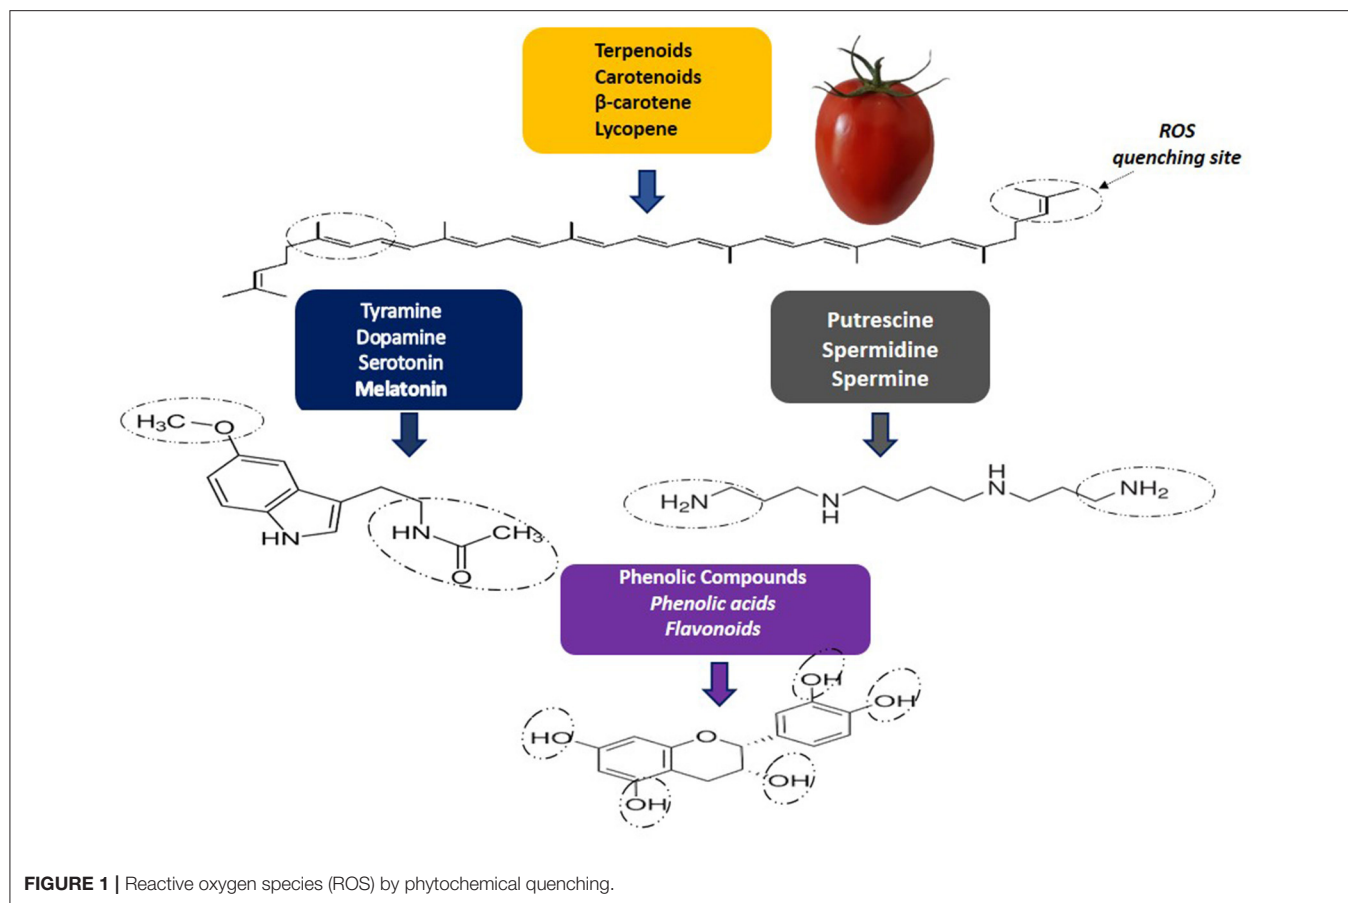 Terpenoids
Carotenoids
β-carotene
Lycopene
ROS
quenching site
Tyramine
Dopamine
Serotonin
Melatonin
Putrescine
Spermidine
Spermine
H₃C
O
HN
HN
CH₃
O
H₂N
N
H
H
N
NH₂
Phenolic Compounds
Phenolic acids
Flavonoids
OH
OH
HO
O
OH
OH
FIGURE 1 | Reactive oxygen species (ROS) by phytochemical quenching.